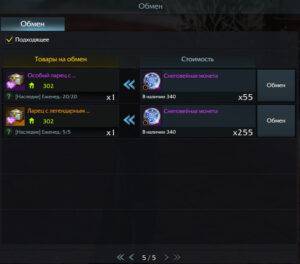 Обмен
Обмен
Подходящее
Товары на обмен
Стоимость
Особый ларец с ...
302
[Наследие] Еженед: 20/20
x1
Снеговейная монета
В наличии 340
x55
Обмен
Ларец с легендарным...
302
[Наследие] Еженед: 5/5
x1
Снеговейная монета
В наличии 340
x255
Обмен
5 / 5